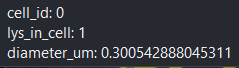 cell_id: 0
lys_in_cell: 1
diameter_um: 0.300542888045311